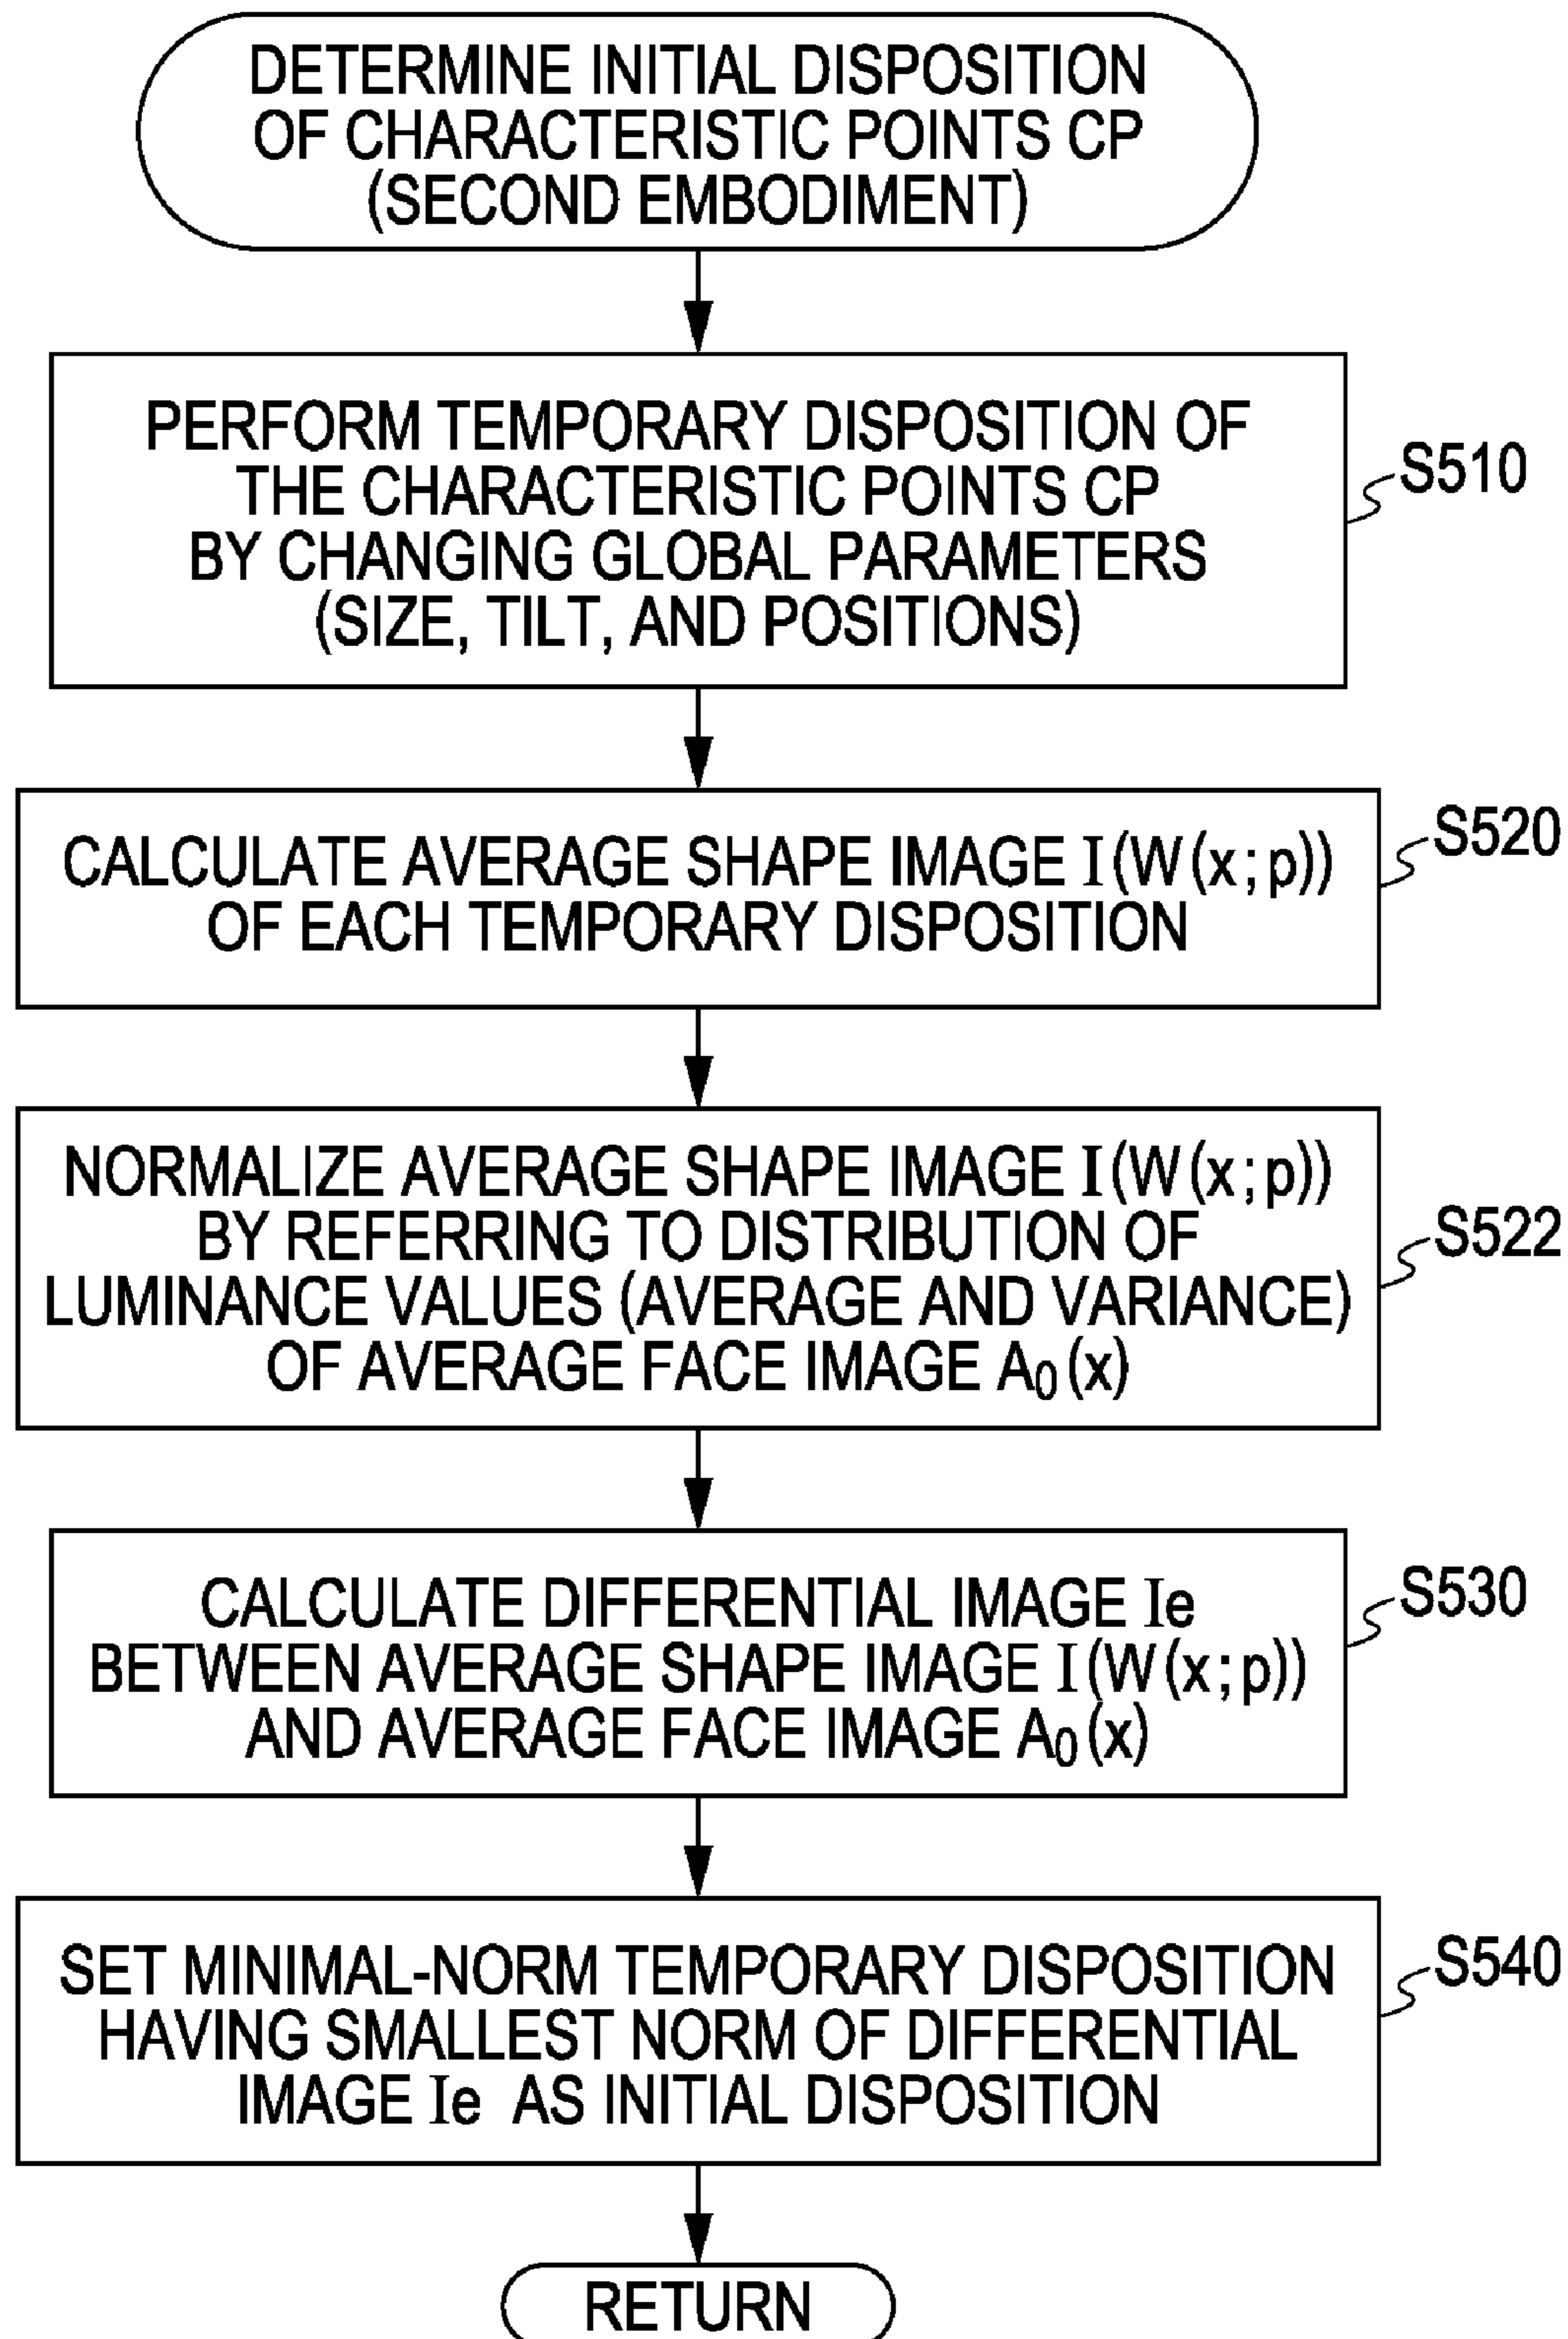 DETERMINE INITIAL DISPOSITION
OF CHARACTERISTIC POINTS CP
(SECOND EMBODIMENT)
PERFORM TEMPORARY DISPOSITION OF
THE CHARACTERISTIC POINTS CP
BY CHANGING GLOBAL PARAMETERS
(SIZE, TILT, AND POSITIONS)
S510
CALCULATE AVERAGE SHAPE IMAGE I(W(x;p))
OF EACH TEMPORARY DISPOSITION
S520
NORMALIZE AVERAGE SHAPE IMAGE I(W(x;p))
BY REFERRING TO DISTRIBUTION OF
LUMINANCE VALUES (AVERAGE AND VARIANCE)
OF AVERAGE FACE IMAGE A₀(x)
S522
CALCULATE DIFFERENTIAL IMAGE Ie
BETWEEN AVERAGE SHAPE IMAGE I(W(x;p))
AND AVERAGE FACE IMAGE A₀(x)
S530
SET MINIMAL-NORM TEMPORARY DISPOSITION
HAVING SMALLEST NORM OF DIFFERENTIAL
IMAGE Ie AS INITIAL DISPOSITION
S540
RETURN